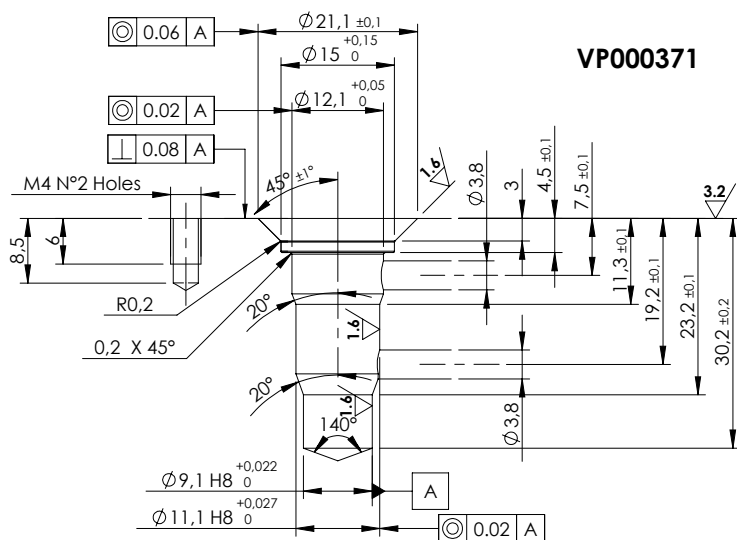 VP000371
◎ 0.06 A
Ø21,1 ±0,1
Ø15 +0,15 0
◎ 0.02 A
Ø12,1 +0,05 0
⊥ 0.08 A
M4 N°2 Holes
45° ±1°
1.6
Ø3,8
3
4,5 ±0,1
7,5 ±0,1
3.2
8,5
6
R0,2
0,2 X 45°
20°
1.6
11,3 ±0,1
19,2 ±0,1
23,2 ±0,1
30,2 ±0,2
20°
1.6
140°
Ø3,8
Ø9,1 H8 +0,022 0
A
Ø11,1 H8 +0,027 0
◎ 0.02 A